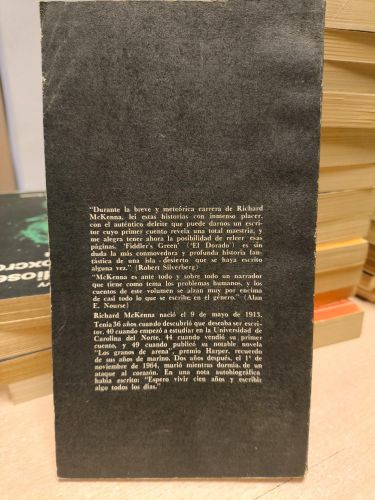 "Durante la breve y meteórica carrera de Richard
McKenna, leí estas historias con inmenso placer,
con el auténtico deleite que puede darnos un escri-
tor cuyo primer cuento revela una total maestría, y
me alegra tener ahora la posibilidad de releer esas
páginas. 'Fiddler's Green' ('El Dorado') es sin
duda la más conmovedora y profunda historia fan-
tástica de una isla - desierto que se haya escrito
alguna vez." (Robert Silverberg)
"McKenna es ante todo y sobre todo un narrador
que tiene como tema los problemas humanos, y los
cuentos de este volumen se alzan muy por encima
de casi todo lo que se escribe en el género." (Alan
E. Nourse)
Richard McKenna nació el 9 de mayo de 1913.
Tenía 36 años cuando descubrió que deseaba ser escri-
tor, 40 cuando empezó a estudiar en la Universidad de
Carolina del Norte, 44 cuando vendió su primer
cuento, y 49 cuando publicó su notable novela
"Los granos de arena", premio Harper, recuerdo
de sus años de marino. Dos años después, el 1º de
noviembre de 1964, murió mientras dormía, de un
ataque al corazón. En una nota autobiográfica
había escrito: "Espero vivir cien años y escribir
algo todos los días."